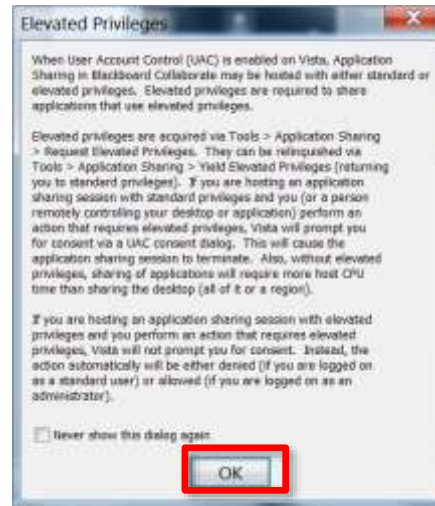 Elevated Privileges
When User Account Control (UAC) is enabled on Vista, Application
Sharing in Blackboard Collaborate may be hosted with either standard or
elevated privileges. Elevated privileges are required to share
applications that use elevated privileges.
Elevated privileges are acquired via Tools > Application Sharing
> Request Elevated Privileges. They can be relinquished via
Tools > Application Sharing > Yield Elevated Privileges (returning
you to standard privileges). If you are hosting an application
sharing session with standard privileges and you (or a person
remotely controlling your desktop or application) perform an
action that requires elevated privileges, Vista will prompt you
for consent via a UAC consent dialog. This will cause the
application sharing session to terminate. Also, without elevated
privileges, sharing of applications will require more host CPU
time than sharing the desktop (all of it or a region).
If you are hosting an application sharing session with elevated
privileges and you perform an action that requires elevated
privileges, Vista will not prompt you for consent. Instead, the
action automatically will be either denied (if you are logged on
as a standard user) or allowed (if you are logged on as an
administrator).
Never show this dialog again
OK